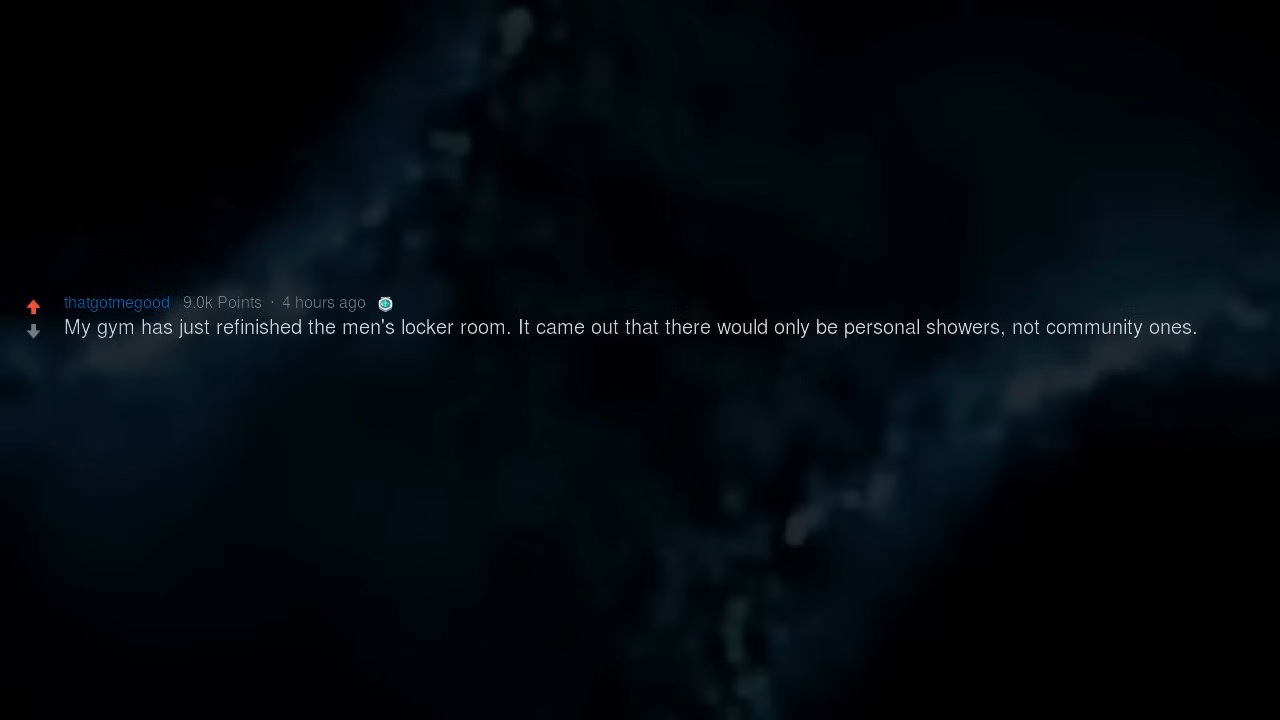 thatgotmegood 9.0k Points · 4 hours ago
My gym has just refinished the men's locker room. It came out that there would only be personal showers, not community ones.